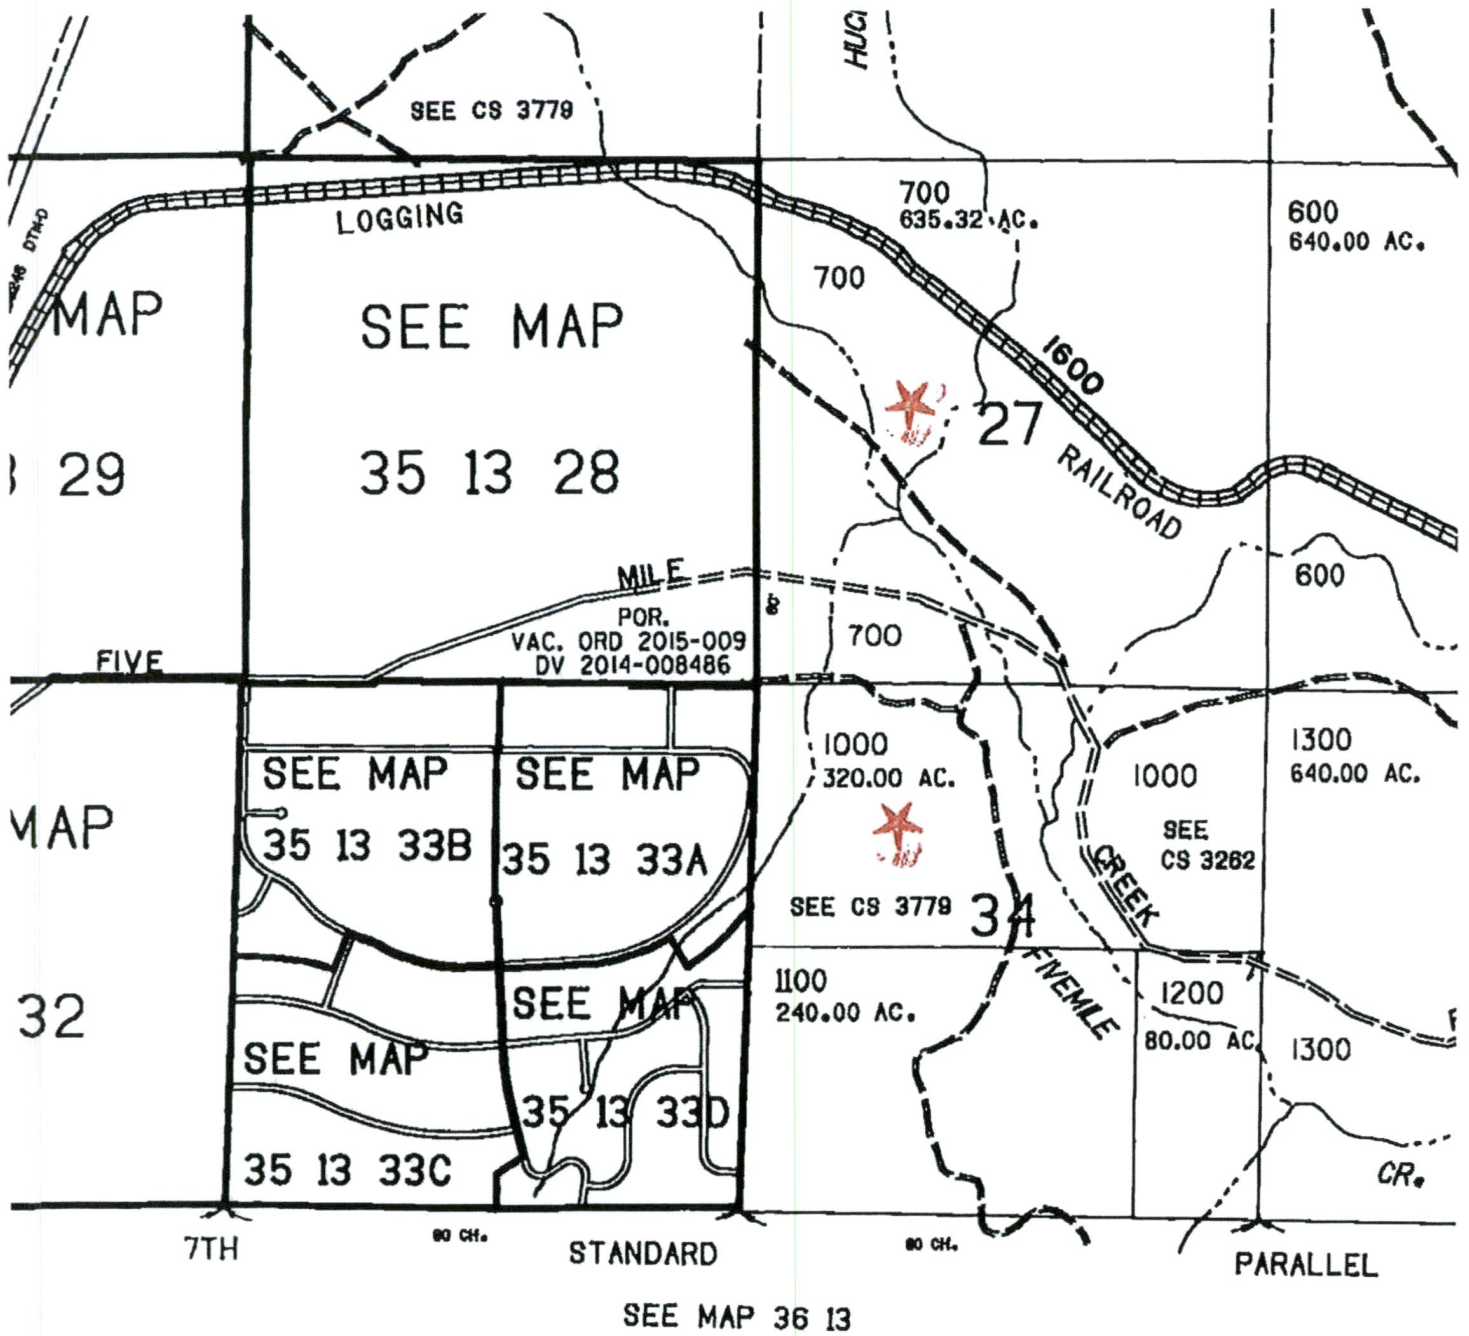 SEE CS 3779
700
635.32 AC.
600
640.00 AC.
LOGGING
700
MAP
SEE MAP
1600
27
29
35 13 28
RAILROAD
MILE
600
POR.
VAC. ORD 2015-009
DV 2014-008486
700
FIVE
1000
320.00 AC.
1300
640.00 AC.
SEE MAP
SEE MAP
1000
MAP
35 13 33B
35 13 33A
SEE
CS 3262
CREEK
SEE CS 3779
34
FIVEMILE
1100
240.00 AC.
1200
80.00 AC.
32
SEE MAP
SEE MAP
1300
35 13 33D
35 13 33C
CR.
7TH
80 CH.
STANDARD
80 CH.
PARALLEL
SEE MAP 36 13